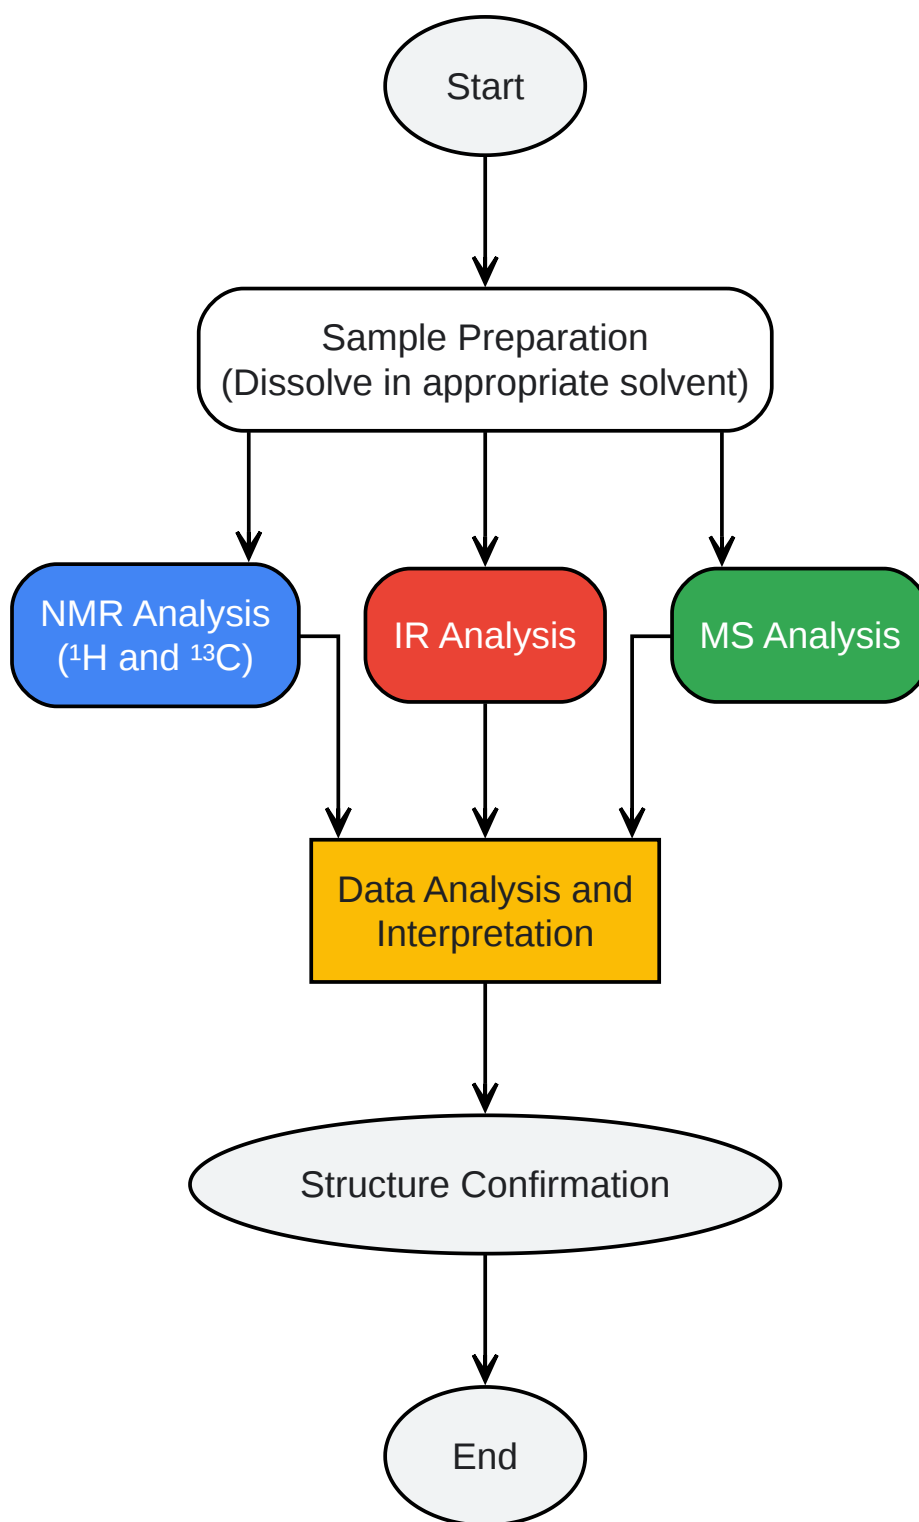 Start
Sample Preparation
(Dissolve in appropriate solvent)
NMR Analysis
(¹H and ¹³C)
IR Analysis
MS Analysis
Data Analysis and
Interpretation
Structure Confirmation
End